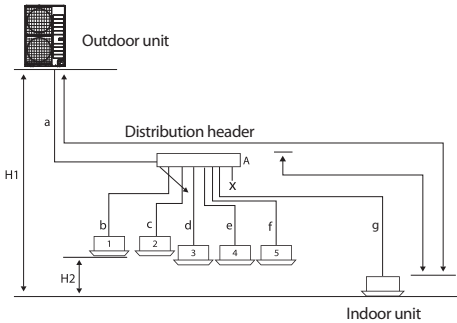 Outdoor unit
a
Distribution header
A
H1
X
b
c
d
e
f
g
1
2
3
4
5
H2
Indoor unit